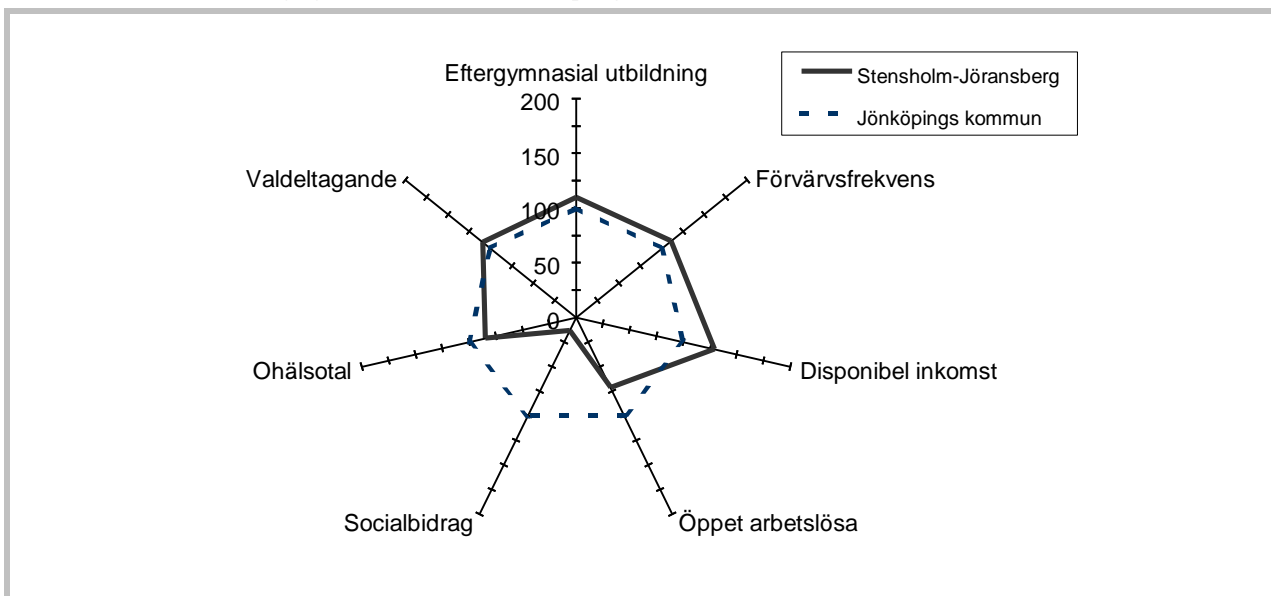 Eftergymnasial utbildning
Stensholm-Jöransberg
Jönköpings kommun
200
150
100
50
0
Valdeltagande
Förvärvsfrekvens
Ohälsotal
Disponibel inkomst
Socialbidrag
Öppet arbetslösa